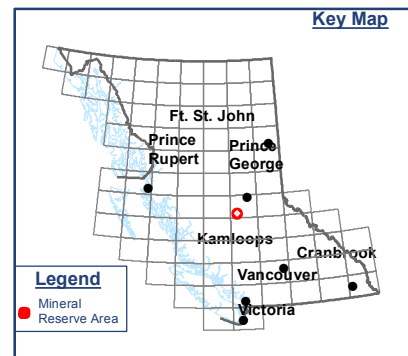 Key Map
Ft. St. John
Prince
Rupert
Prince
George
Kamloops
Cranbrook
Vancouver
Victoria
Legend
Mineral
Reserve Area